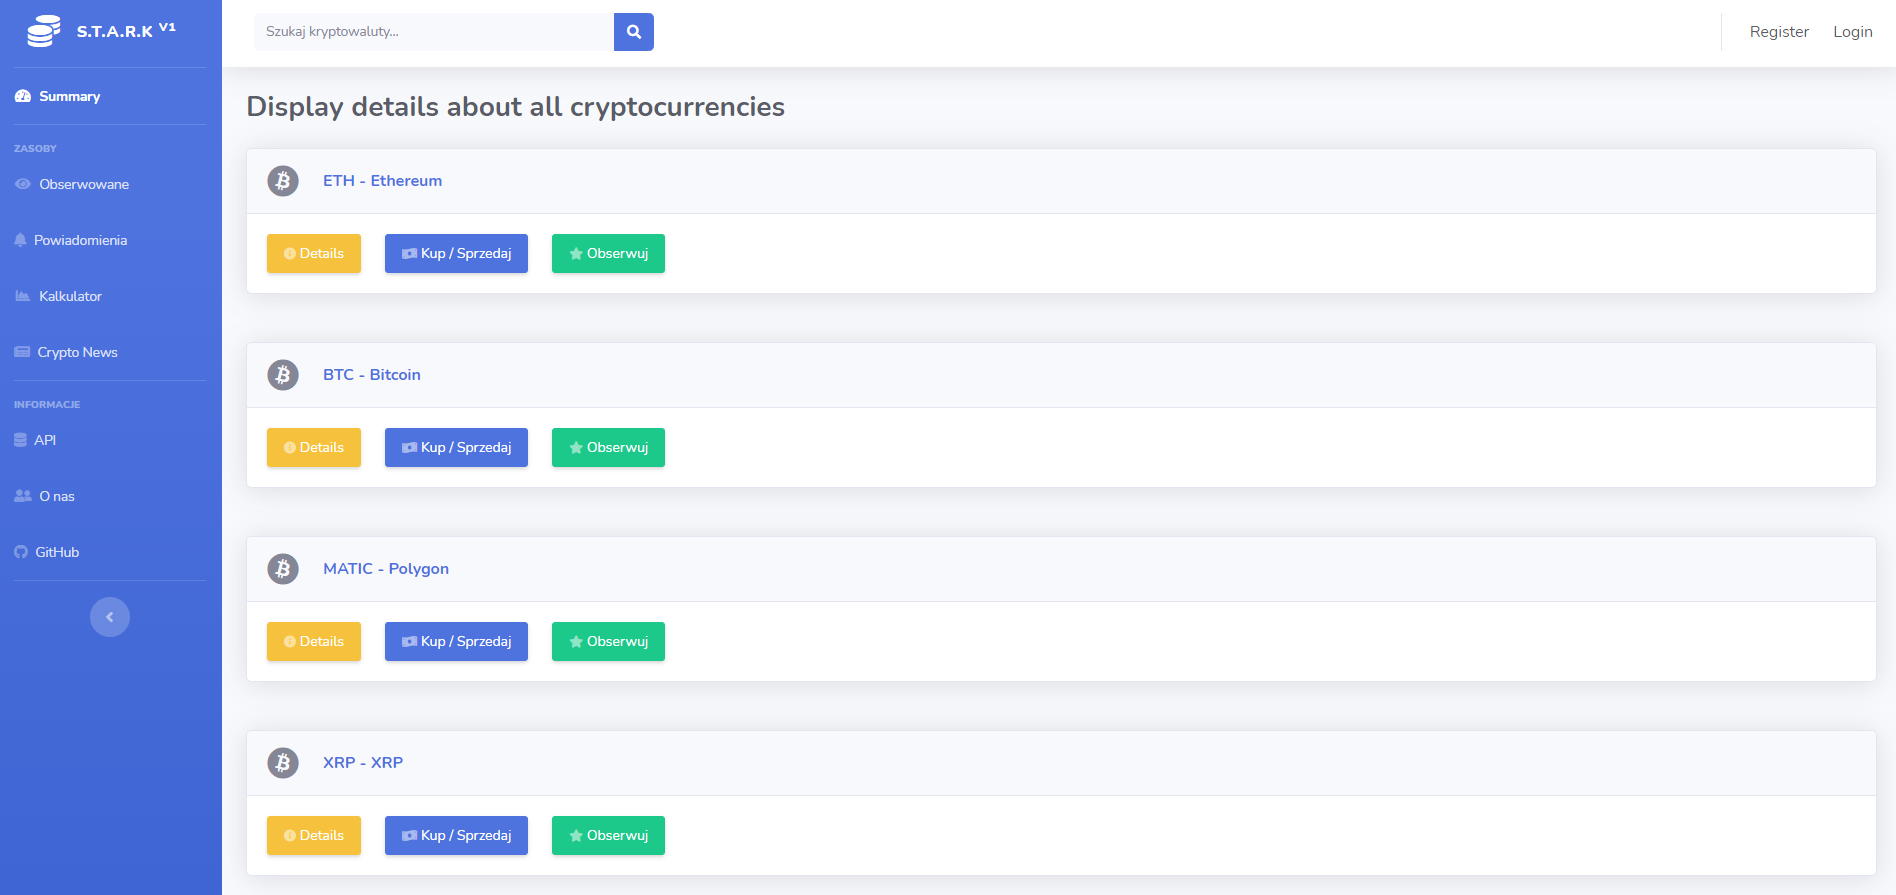 S.T.A.R.K V1
Szukaj kryptowaluty...
Register
Login
Summary
ZASOBY
Obserwowane
Powiadomienia
Kalkulator
Crypto News
INFORMACJE
API
O nas
GitHub
Display details about all cryptocurrencies
ETH - Ethereum
Details
Kup / Sprzedaj
Obserwuj
BTC - Bitcoin
Details
Kup / Sprzedaj
Obserwuj
MATIC - Polygon
Details
Kup / Sprzedaj
Obserwuj
XRP - XRP
Details
Kup / Sprzedaj
Obserwuj